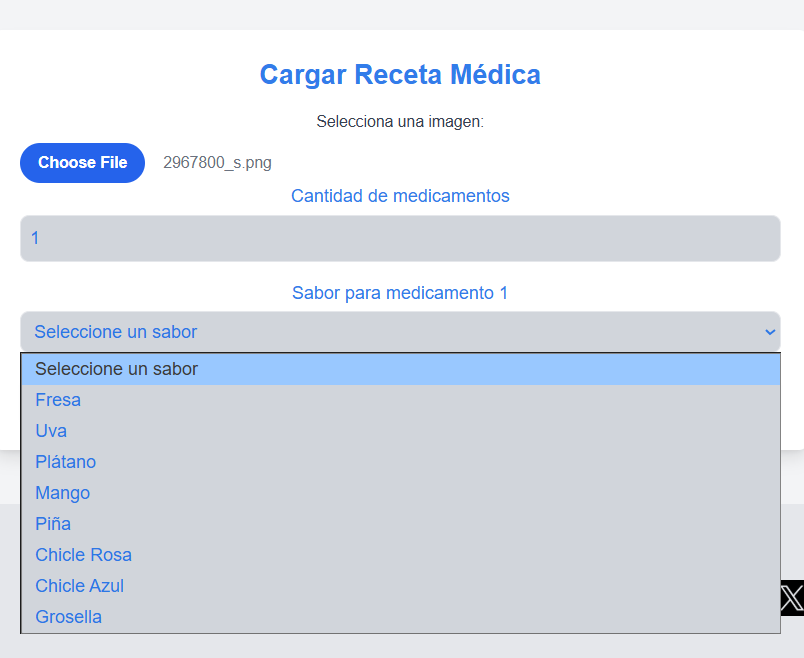 Cargar Receta Médica
Selecciona una imagen:
Choose File 2967800_s.png
Cantidad de medicamentos
1
Sabor para medicamento 1
Seleccione un sabor
Seleccione un sabor
Fresa
Uva
Plátano
Mango
Piña
Chicle Rosa
Chicle Azul
Grosella